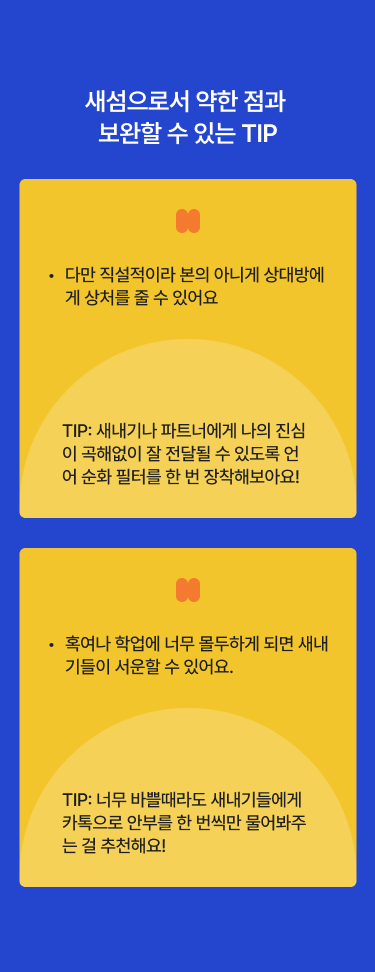 새섬으로서 약한 점과
보완할 수 있는 TIP
• 다만 직설적이라 본의 아니게 상대방에
게 상처를 줄 수 있어요
TIP: 새내기나 파트너에게 나의 진심
이 곡해없이 잘 전달될 수 있도록 언
어 순화 필터를 한 번 장착해보아요!
• 혹여나 학업에 너무 몰두하게 되면 새내
기들이 서운할 수 있어요.
TIP: 너무 바쁠때라도 새내기들에게
카톡으로 안부를 한 번씩만 물어봐주
는 걸 추천해요!